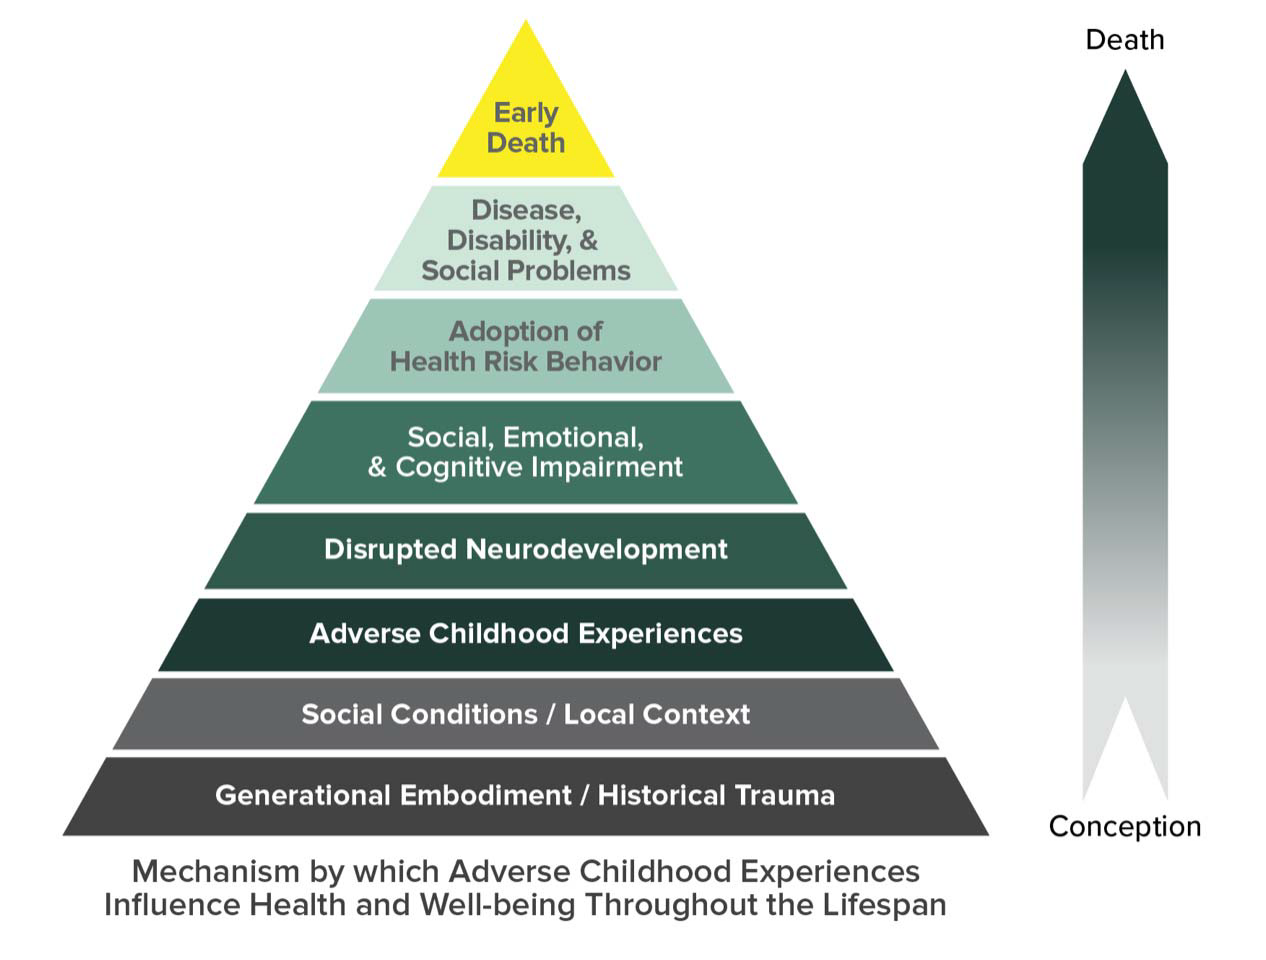 Death
Early
Death
Disease,
Disability, &
Social Problems
Adoption of
Health Risk Behavior
Social, Emotional,
& Cognitive Impairment
Disrupted Neurodevelopment
Adverse Childhood Experiences
Social Conditions / Local Context
Generational Embodiment / Historical Trauma
Conception
Mechanism by which Adverse Childhood Experiences
Influence Health and Well-being Throughout the Lifespan